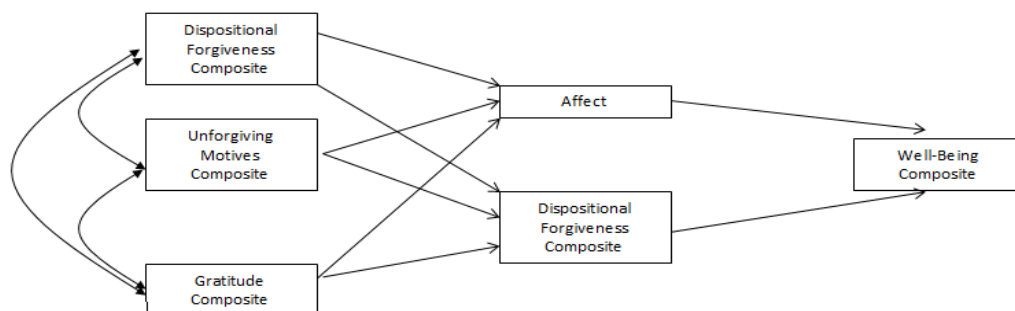 Dispositional
Forgiveness
Composite
Unforgiving
Motives
Composite
Gratitude
Composite
Affect
Dispositional
Forgiveness
Composite
Well-Being
Composite